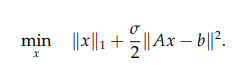 min_x ‖x‖₁ + σ/2 ‖Ax − b‖².